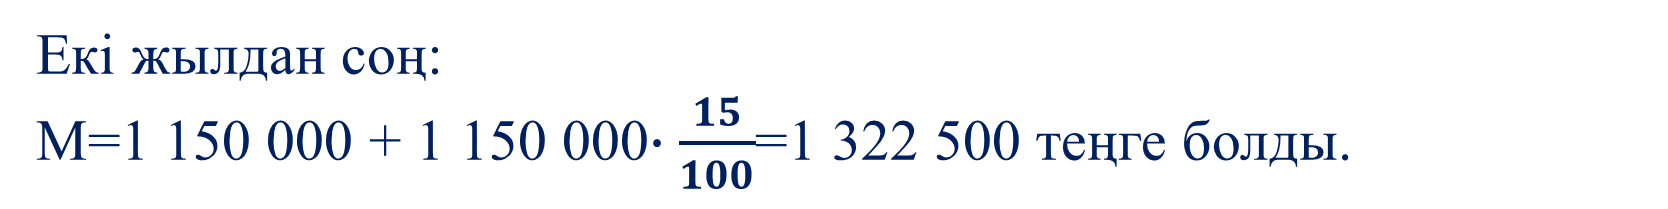 Екі жылдан соң:
М=1 150 000 + 1 150 000· 15/100=1 322 500 теңге болды.